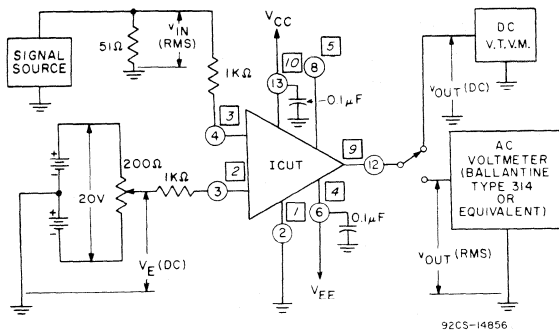 SIGNAL
SOURCE
51Ω
vIN
(RMS)
1KΩ
VCC
10
13
5
8
0.1μF
3
4
ICUT
9
12
2
3
1KΩ
200Ω
20V
+
-
+
-
VE (DC)
1
2
4
6
0.1μF
VEE
DC
V.T.V.M.
vOUT (DC)
AC
VOLTMETER
(BALLANTINE
TYPE 314
OR
EQUIVALENT)
vOUT (RMS)
92CS-14856